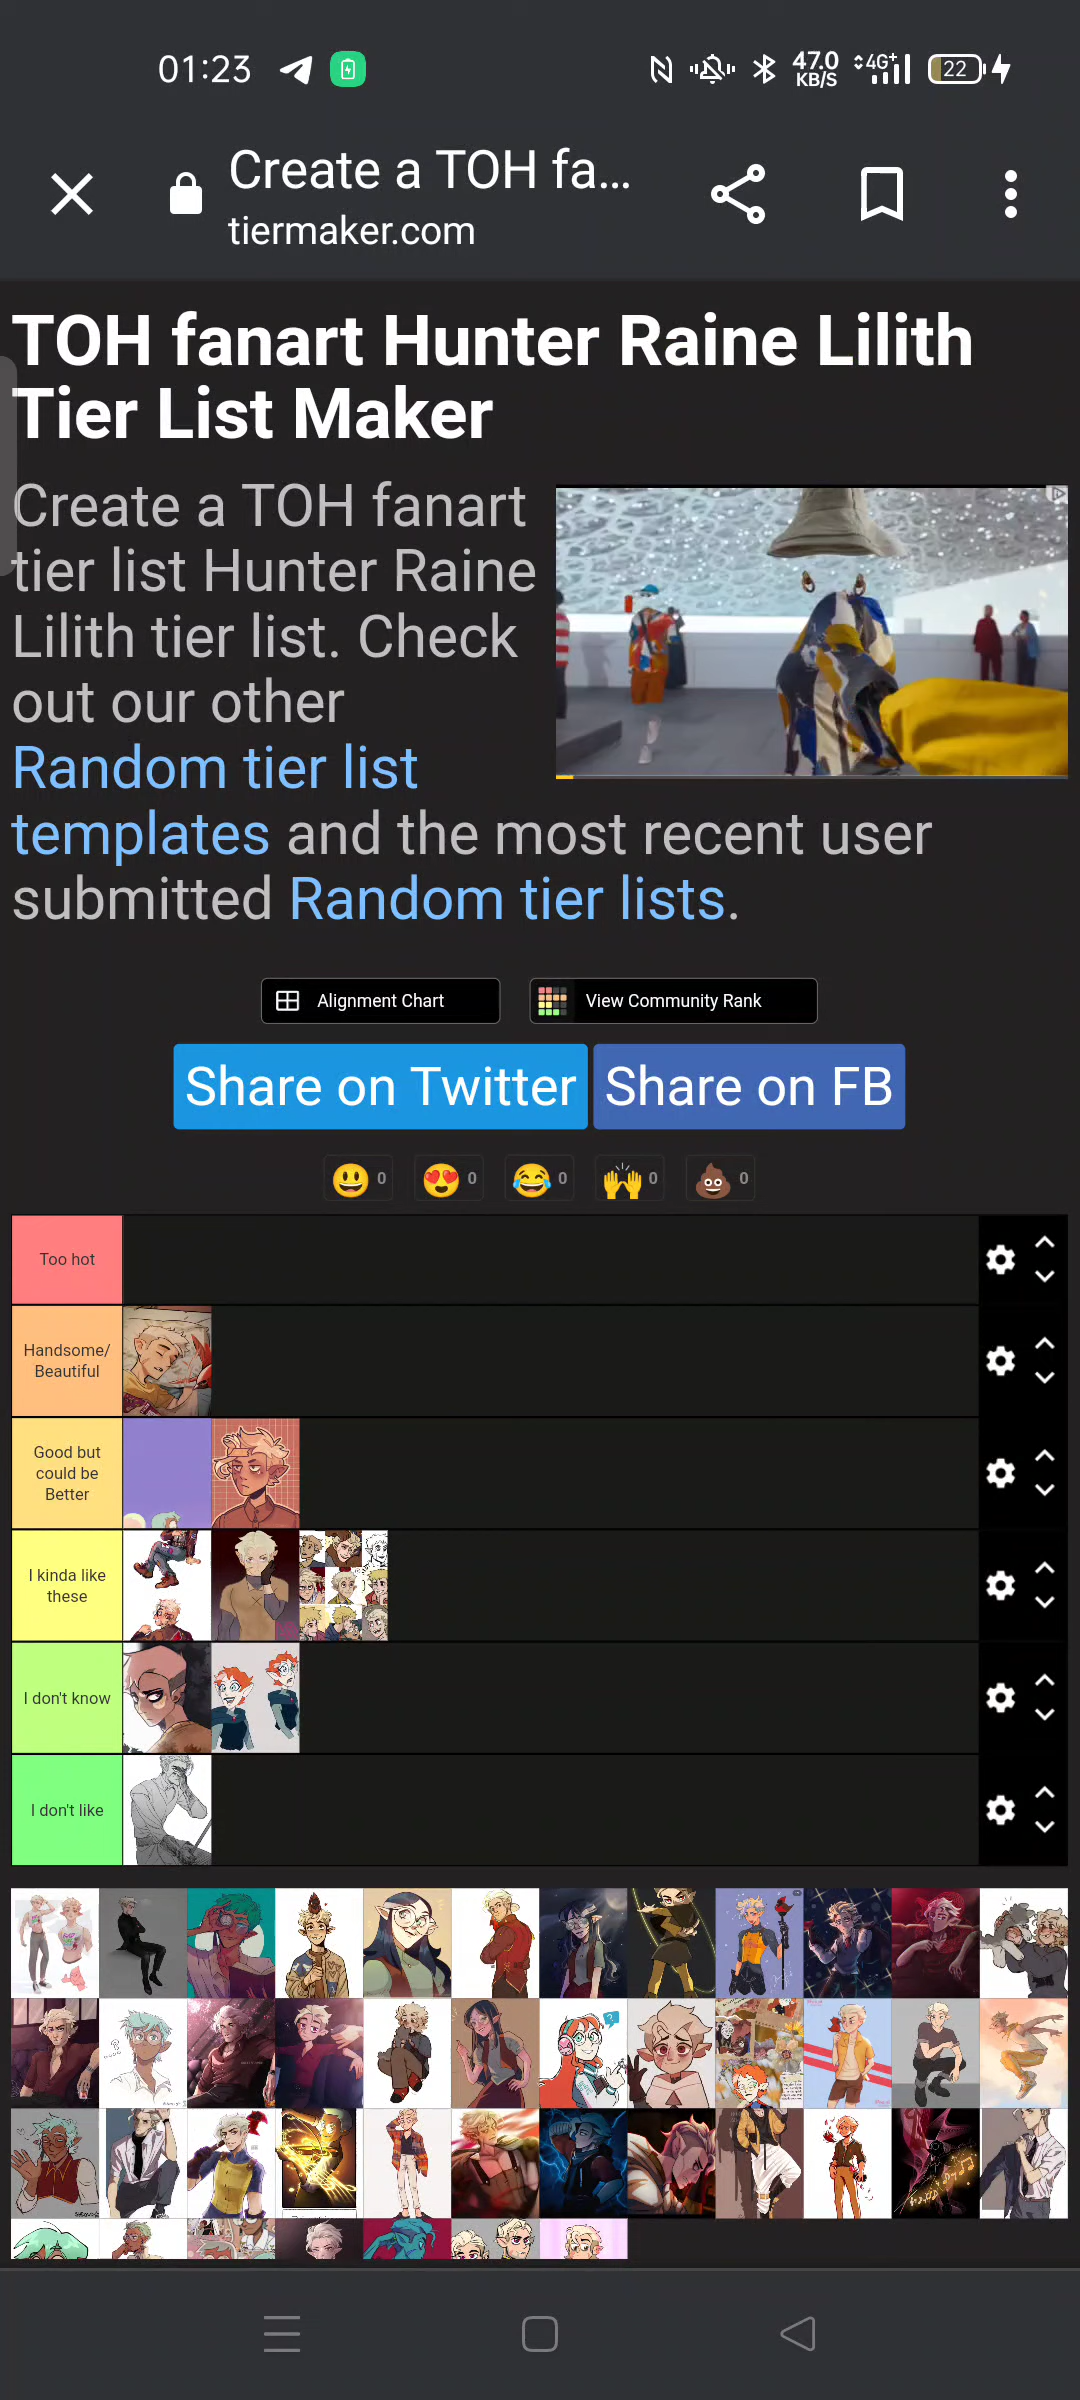 01:23
47.0
KB/S
4G+
22
Create a TOH fa...
tiermaker.com
TOH fanart Hunter Raine Lilith
Tier List Maker
Create a TOH fanart
tier list Hunter Raine
Lilith tier list. Check
out our other
Random tier list
templates and the most recent user
submitted Random tier lists.
Alignment Chart
View Community Rank
Share on Twitter
Share on FB
0
0
0
0
0
Too hot
Handsome/
Beautiful
Good but
could be
Better
I kinda like
these
I don't know
I don't like